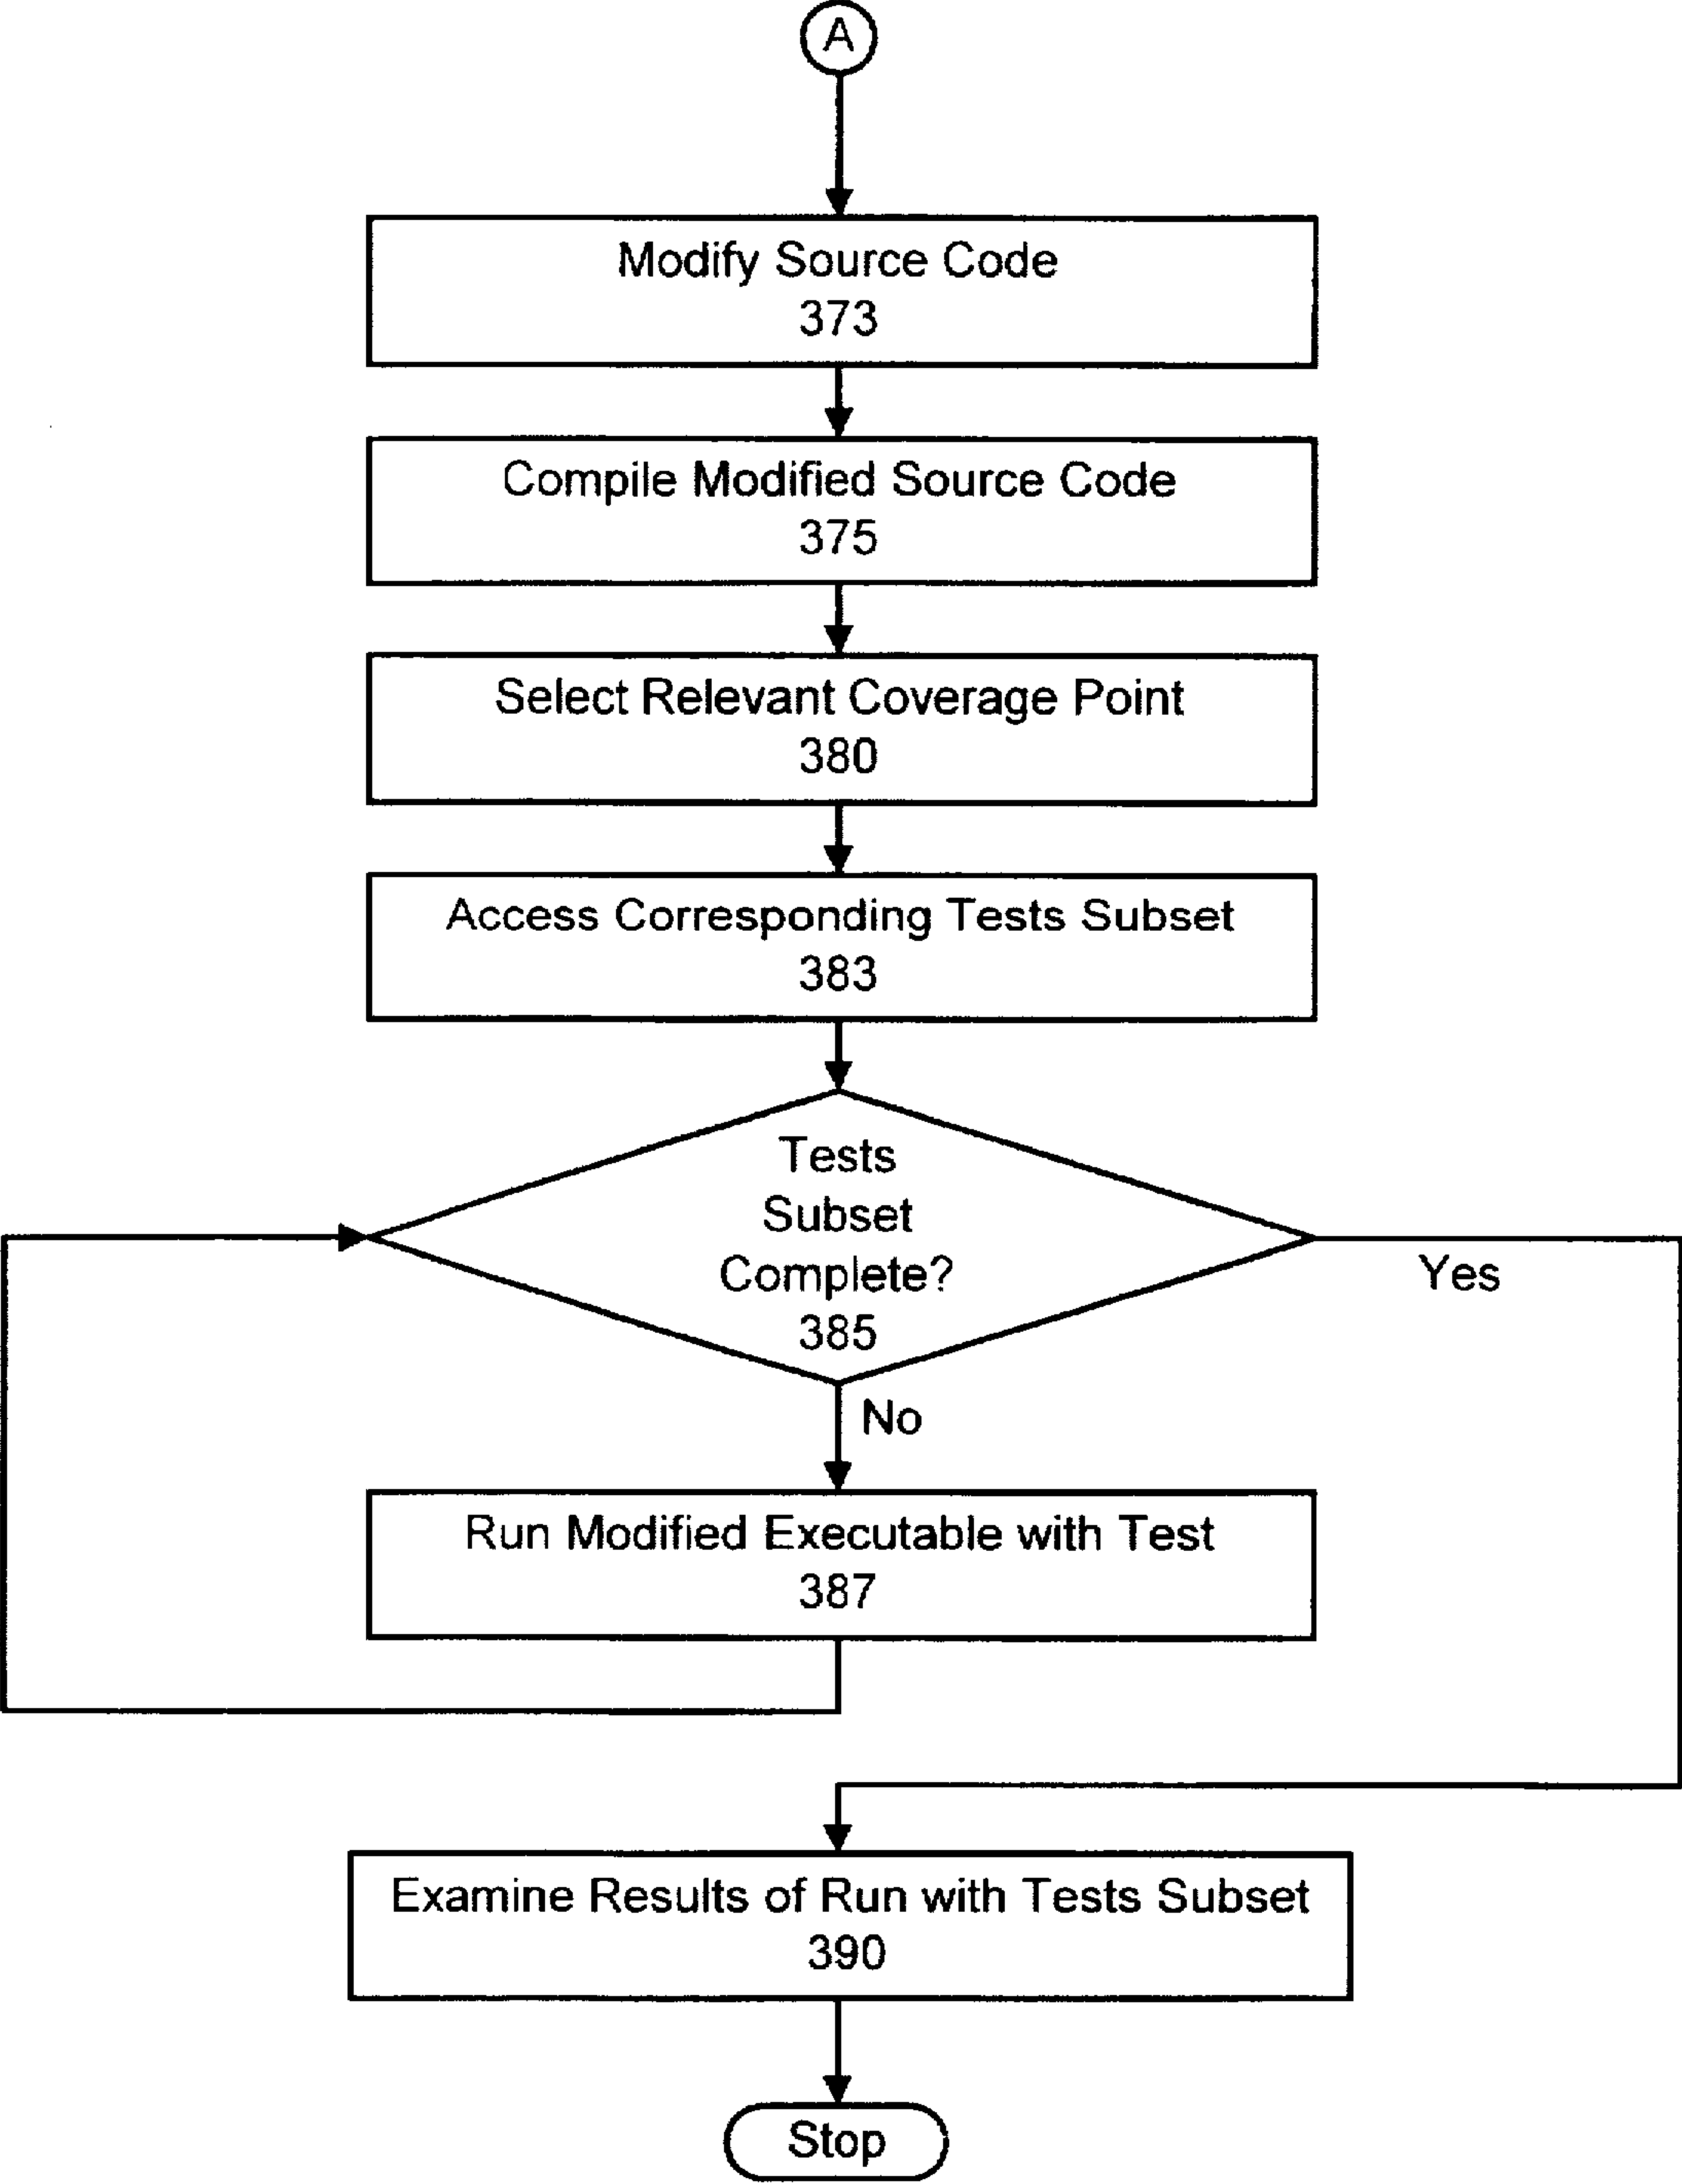 A
Modify Source Code
373
Compile Modified Source Code
375
Select Relevant Coverage Point
380
Access Corresponding Tests Subset
383
Tests
Subset
Complete?
385
Yes
No
Run Modified Executable with Test
387
Examine Results of Run with Tests Subset
390
Stop